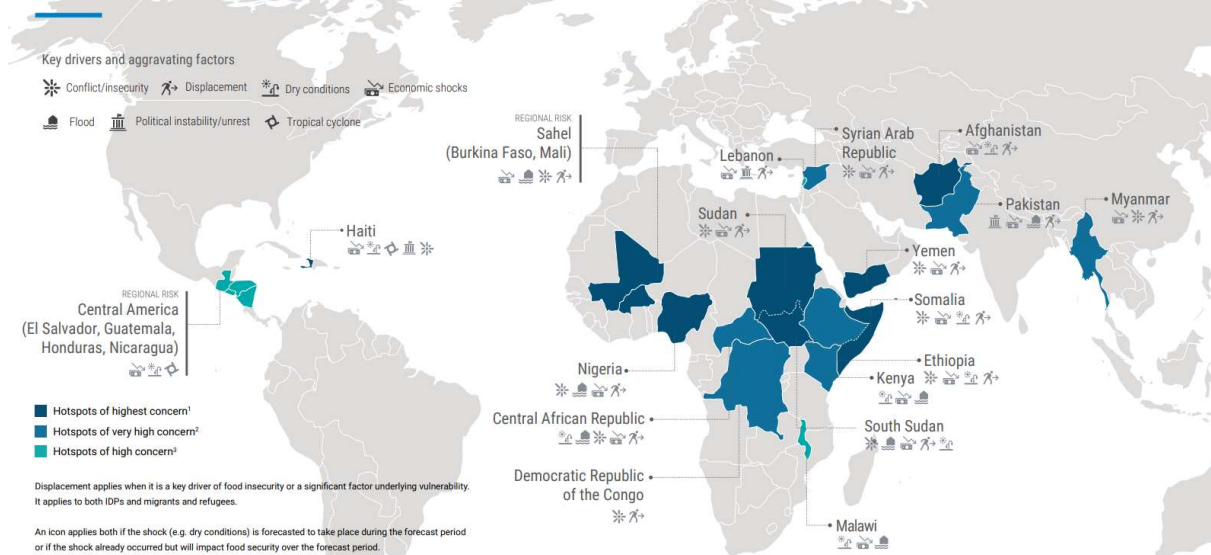 Key drivers and aggravating factors
Conflict/insecurity Displacement Dry conditions Economic shocks
Flood Political instability/unrest Tropical cyclone
REGIONAL RISK
Sahel
(Burkina Faso, Mali)
Lebanon
Syrian Arab
Republic
Afghanistan
Pakistan
Myanmar
Sudan
Haiti
Yemen
REGIONAL RISK
Central America
(El Salvador, Guatemala,
Honduras, Nicaragua)
Somalia
Nigeria
Ethiopia
Kenya
Central African Republic
South Sudan
Democratic Republic
of the Congo
Malawi
Hotspots of highest concern¹
Hotspots of very high concern²
Hotspots of high concern³
Displacement applies when it is a key driver of food insecurity or a significant factor underlying vulnerability.
It applies to both IDPs and migrants and refugees.
An icon applies both if the shock (e.g. dry conditions) is forecasted to take place during the forecast period
or if the shock already occurred but will impact food security over the forecast period.